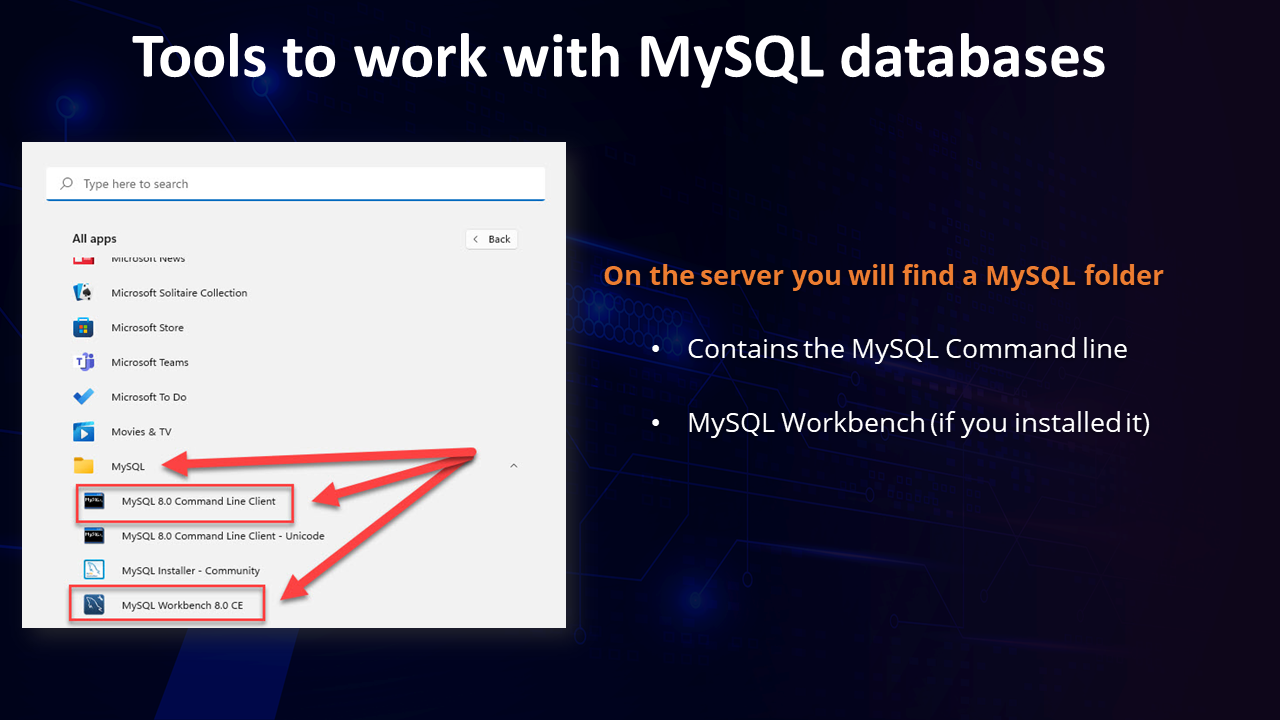 Tools to work with MySQL databases
Type here to search
All apps
Back
Microsoft News
Microsoft Solitaire Collection
Microsoft Store
Microsoft Teams
Microsoft To Do
Movies & TV
MySQL
MySQL 8.0 Command Line Client
MySQL 8.0 Command Line Client - Unicode
MySQL Installer - Community
MySQL Workbench 8.0 CE
On the server you will find a MySQL folder
• Contains the MySQL Command line
• MySQL Workbench (if you installed it)